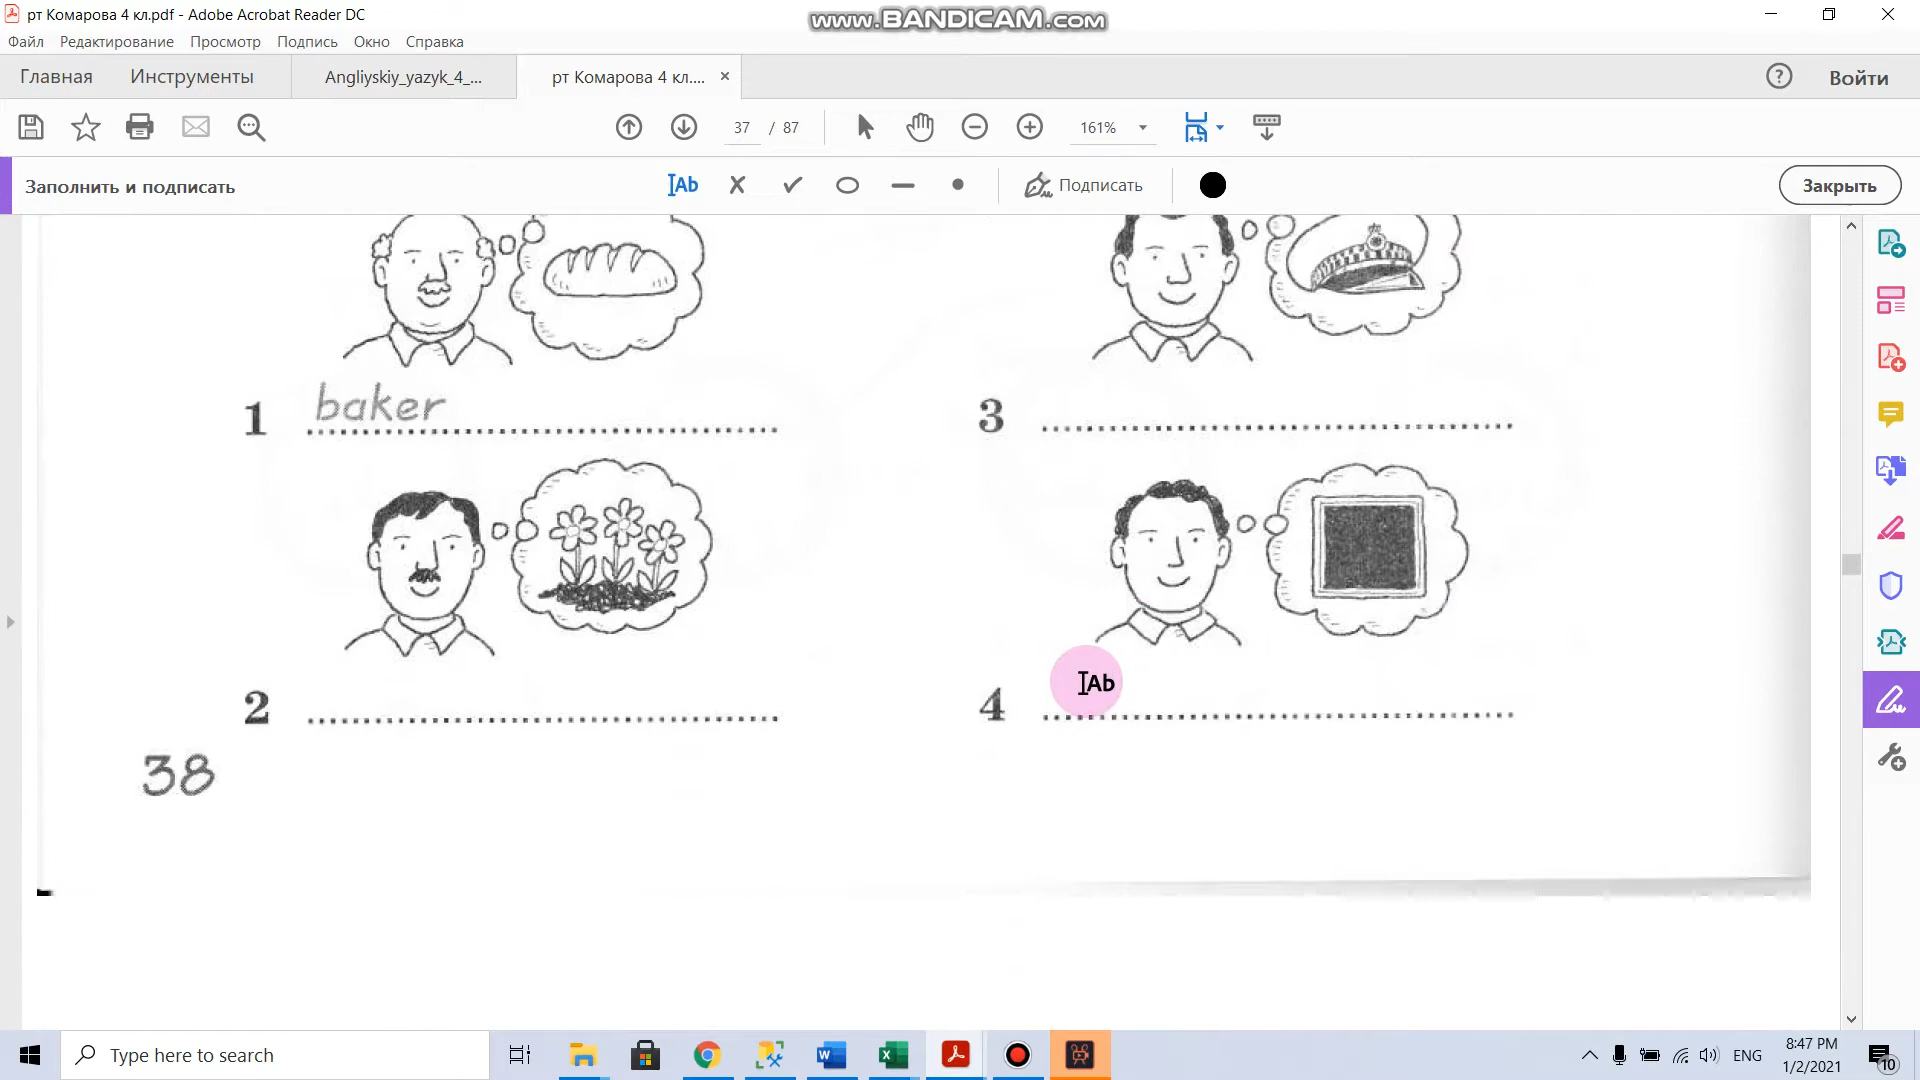 рт Комарова 4 кл.pdf - Adobe Acrobat Reader DC
www.BANDICAM.com
Файл Редактирование Просмотр Подпись Окно Справка
Главная Инструменты Angliyskiy_yazyk_4_... рт Комарова 4 кл.... × Войти
37 / 87 161%
Заполнить и подписать Ab Подписать Закрыть
1 baker
3
2
4 Ab
38
Type here to search
ENG 8:47 PM
1/2/2021 10